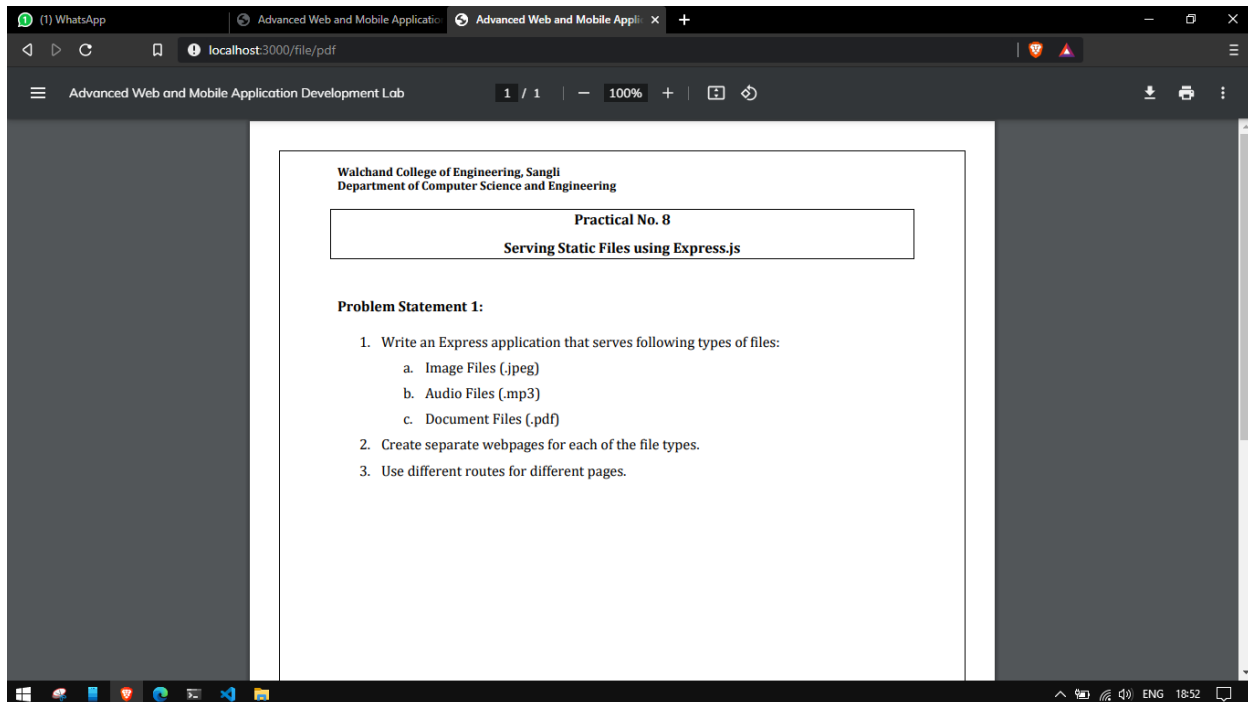 (1) WhatsApp
Advanced Web and Mobile Applicatio
Advanced Web and Mobile Appli
localhost:3000/file/pdf
Advanced Web and Mobile Application Development Lab
1 / 1
100%
Walchand College of Engineering, Sangli
Department of Computer Science and Engineering
Practical No. 8
Serving Static Files using Express.js
Problem Statement 1:
1. Write an Express application that serves following types of files:
a. Image Files (.jpeg)
b. Audio Files (.mp3)
c. Document Files (.pdf)
2. Create separate webpages for each of the file types.
3. Use different routes for different pages.
ENG 18:52